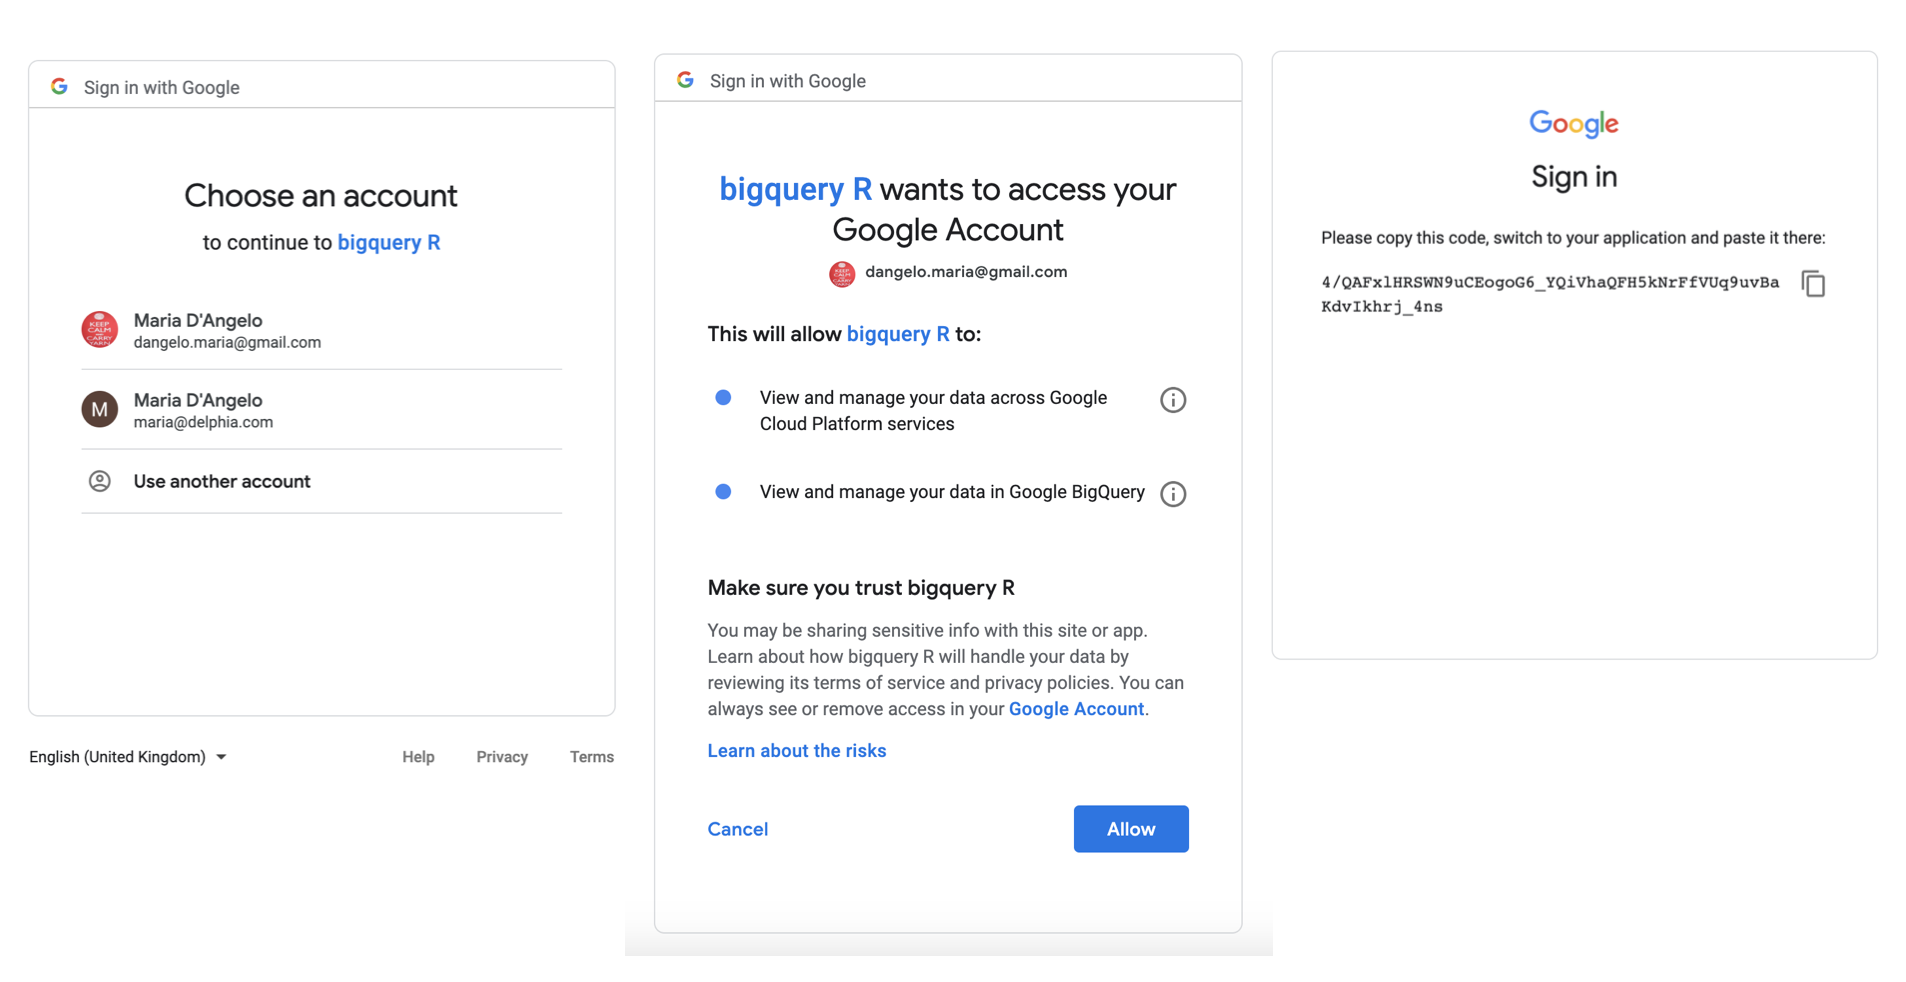 Sign in with Google
Choose an account
to continue to bigquery R
KEEP
CALM
CARRY
YARN
Maria D'Angelo
dangelo.maria@gmail.com
M
Maria D'Angelo
maria@delphia.com
Use another account
English (United Kingdom)
Help Privacy Terms
Sign in with Google
bigquery R wants to access your
Google Account
dangelo.maria@gmail.com
This will allow bigquery R to:
View and manage your data across Google
Cloud Platform services
View and manage your data in Google BigQuery
Make sure you trust bigquery R
You may be sharing sensitive info with this site or app.
Learn about how bigquery R will handle your data by
reviewing its terms of service and privacy policies. You can
always see or remove access in your Google Account.
Learn about the risks
Cancel Allow
Google
Sign in
Please copy this code, switch to your application and paste it there:
4/QAFxlHRSWN9uCEogoG6_YQiVhaQFH5kNrFfVUq9uvBa
KdvIkhrj_4ns